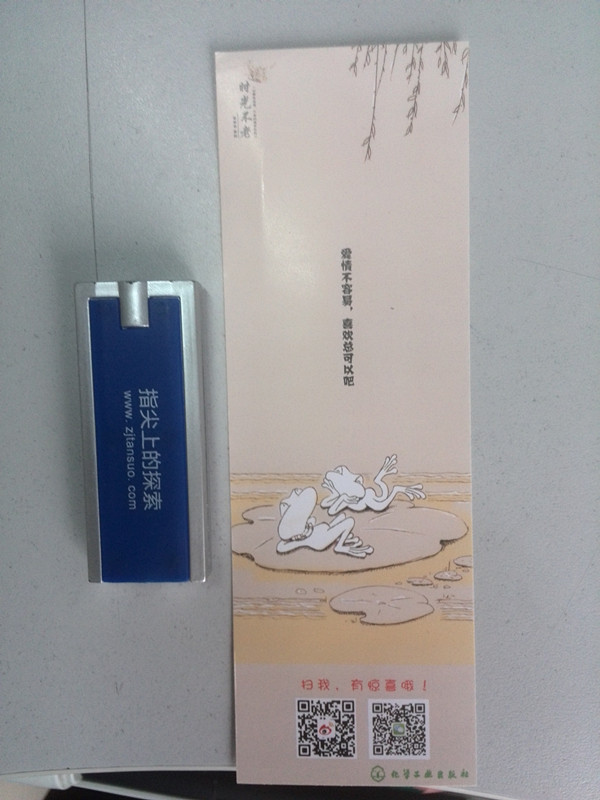 指尖上的探索
www.zjtansuo.com
时光不老
爱情不容易，喜欢总可以吧
扫我，有惊喜哦！
化学工业出版社